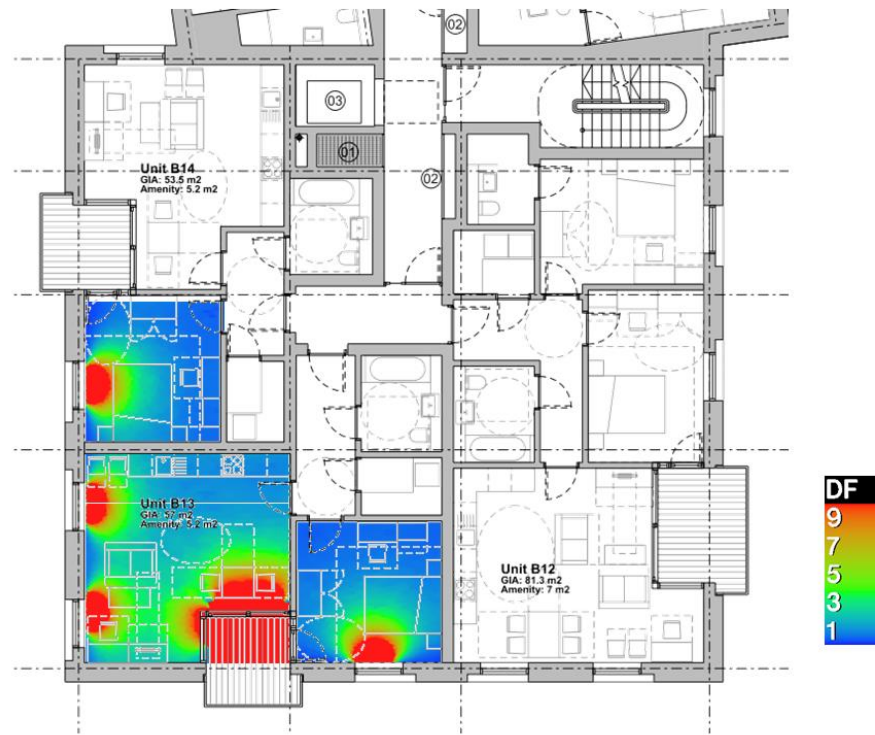 02
03
01
02
Unit B14
GIA: 53.5 m2
Amenity: 5.2 m2
Unit B13
GIA: 57 m2
Amenity: 5.2 m2
Unit B12
GIA: 81.3 m2
Amenity: 7 m2
DF
9
7
5
3
1